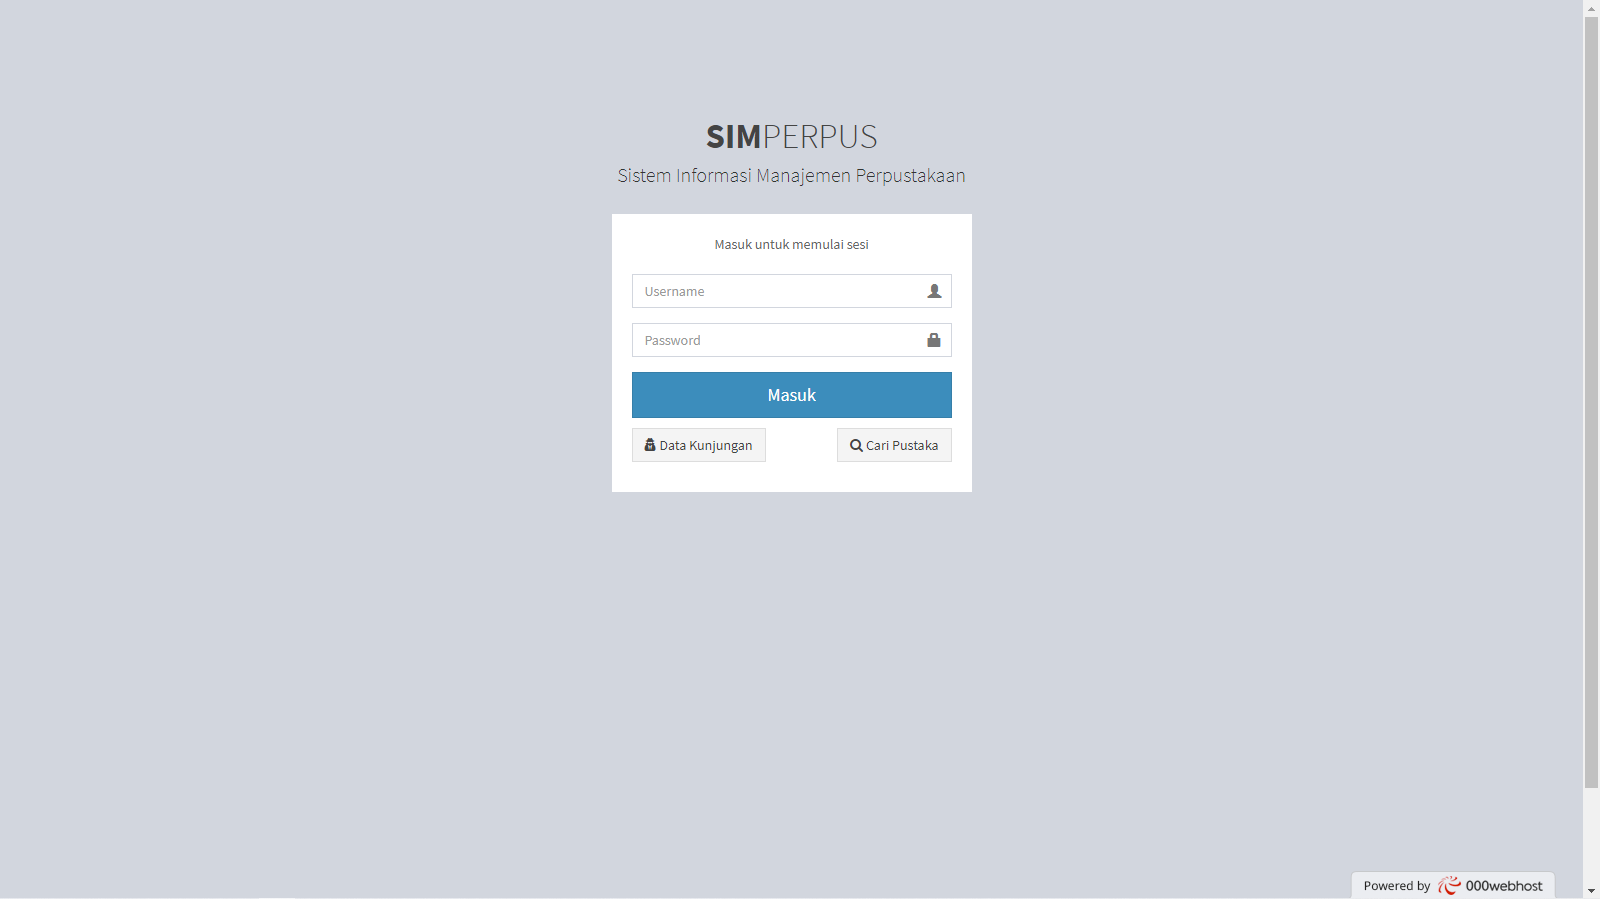 SIMPERPUS
Sistem Informasi Manajemen Perpustakaan
Masuk untuk memulai sesi
Username
Password
Masuk
Data Kunjungan
Cari Pustaka
Powered by 000webhost